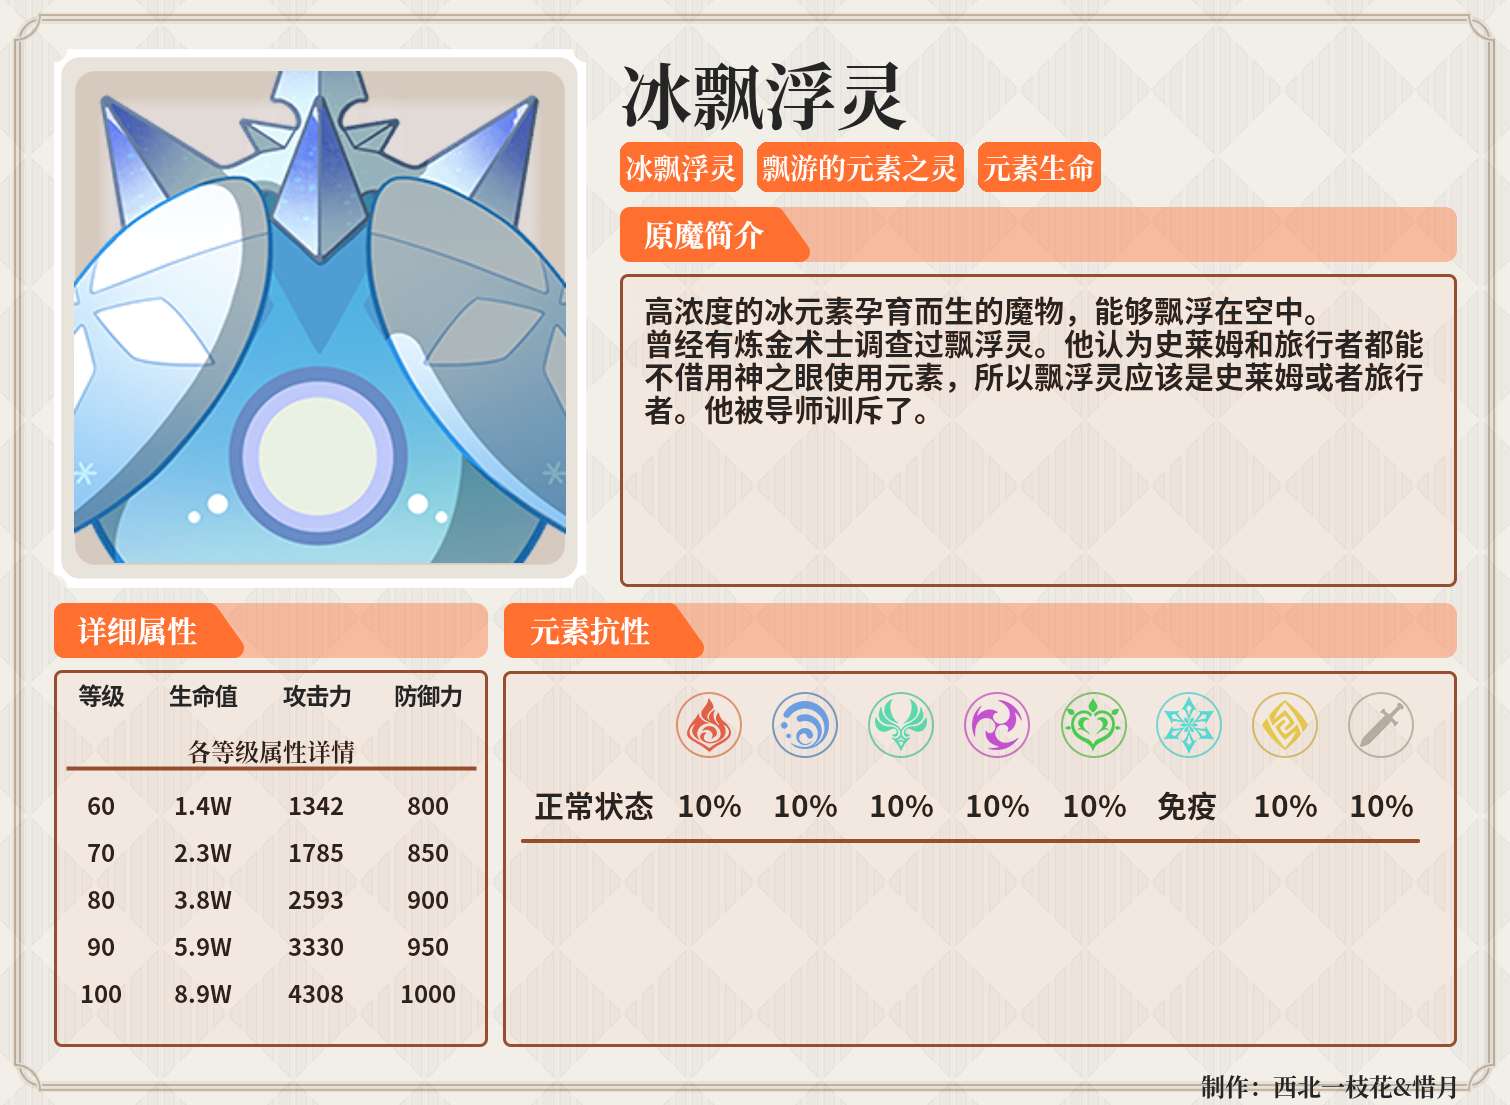 冰飘浮灵
冰飘浮灵 飘游的元素之灵 元素生命
原魔简介
高浓度的冰元素孕育而生的魔物，能够飘浮在空中。
曾经有炼金术士调查过飘浮灵。他认为史莱姆和旅行者都能
不借用神之眼使用元素，所以飘浮灵应该是史莱姆或者旅行
者。他被导师训斥了。
详细属性
等级 生命值 攻击力 防御力
各等级属性详情
60 1.4W 1342 800
70 2.3W 1785 850
80 3.8W 2593 900
90 5.9W 3330 950
100 8.9W 4308 1000
元素抗性
正常状态 10% 10% 10% 10% 10% 免疫 10% 10%
制作：西北一枝花&惜月